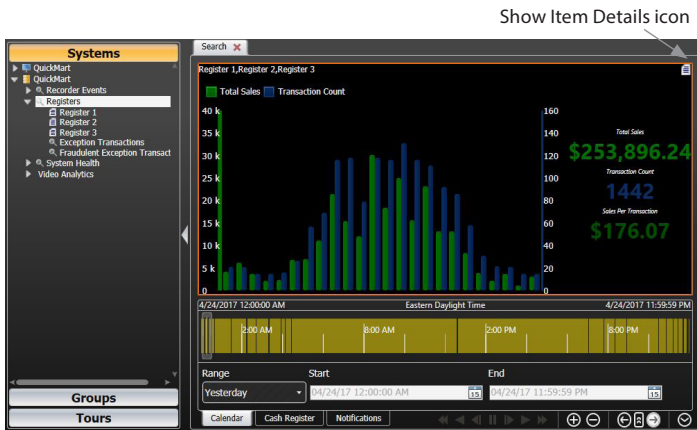 Show Item Details icon
Systems
Search
QuickMart
QuickMart
Recorder Events
Registers
Register 1
Register 2
Register 3
Exception Transactions
Fraudulent Exception Transact
System Health
Video Analytics
Groups
Tours
Register 1,Register 2,Register 3
Total Sales Transaction Count
40 k 160
35 k 140
30 k 120
25 k 100
20 k 80
15 k 60
10 k 40
5 k 20
0 0
Total Sales
$253,896.24
Transaction Count
1442
Sales Per Transaction
$176.07
4/24/2017 12:00:00 AM Eastern Daylight Time 4/24/2017 11:59:59 PM
2:00 AM 8:00 AM 2:00 PM 8:00 PM
Range Start End
Yesterday 04/24/17 12:00:00 AM 15 04/24/17 11:59:59 PM 15
Calendar Cash Register Notifications